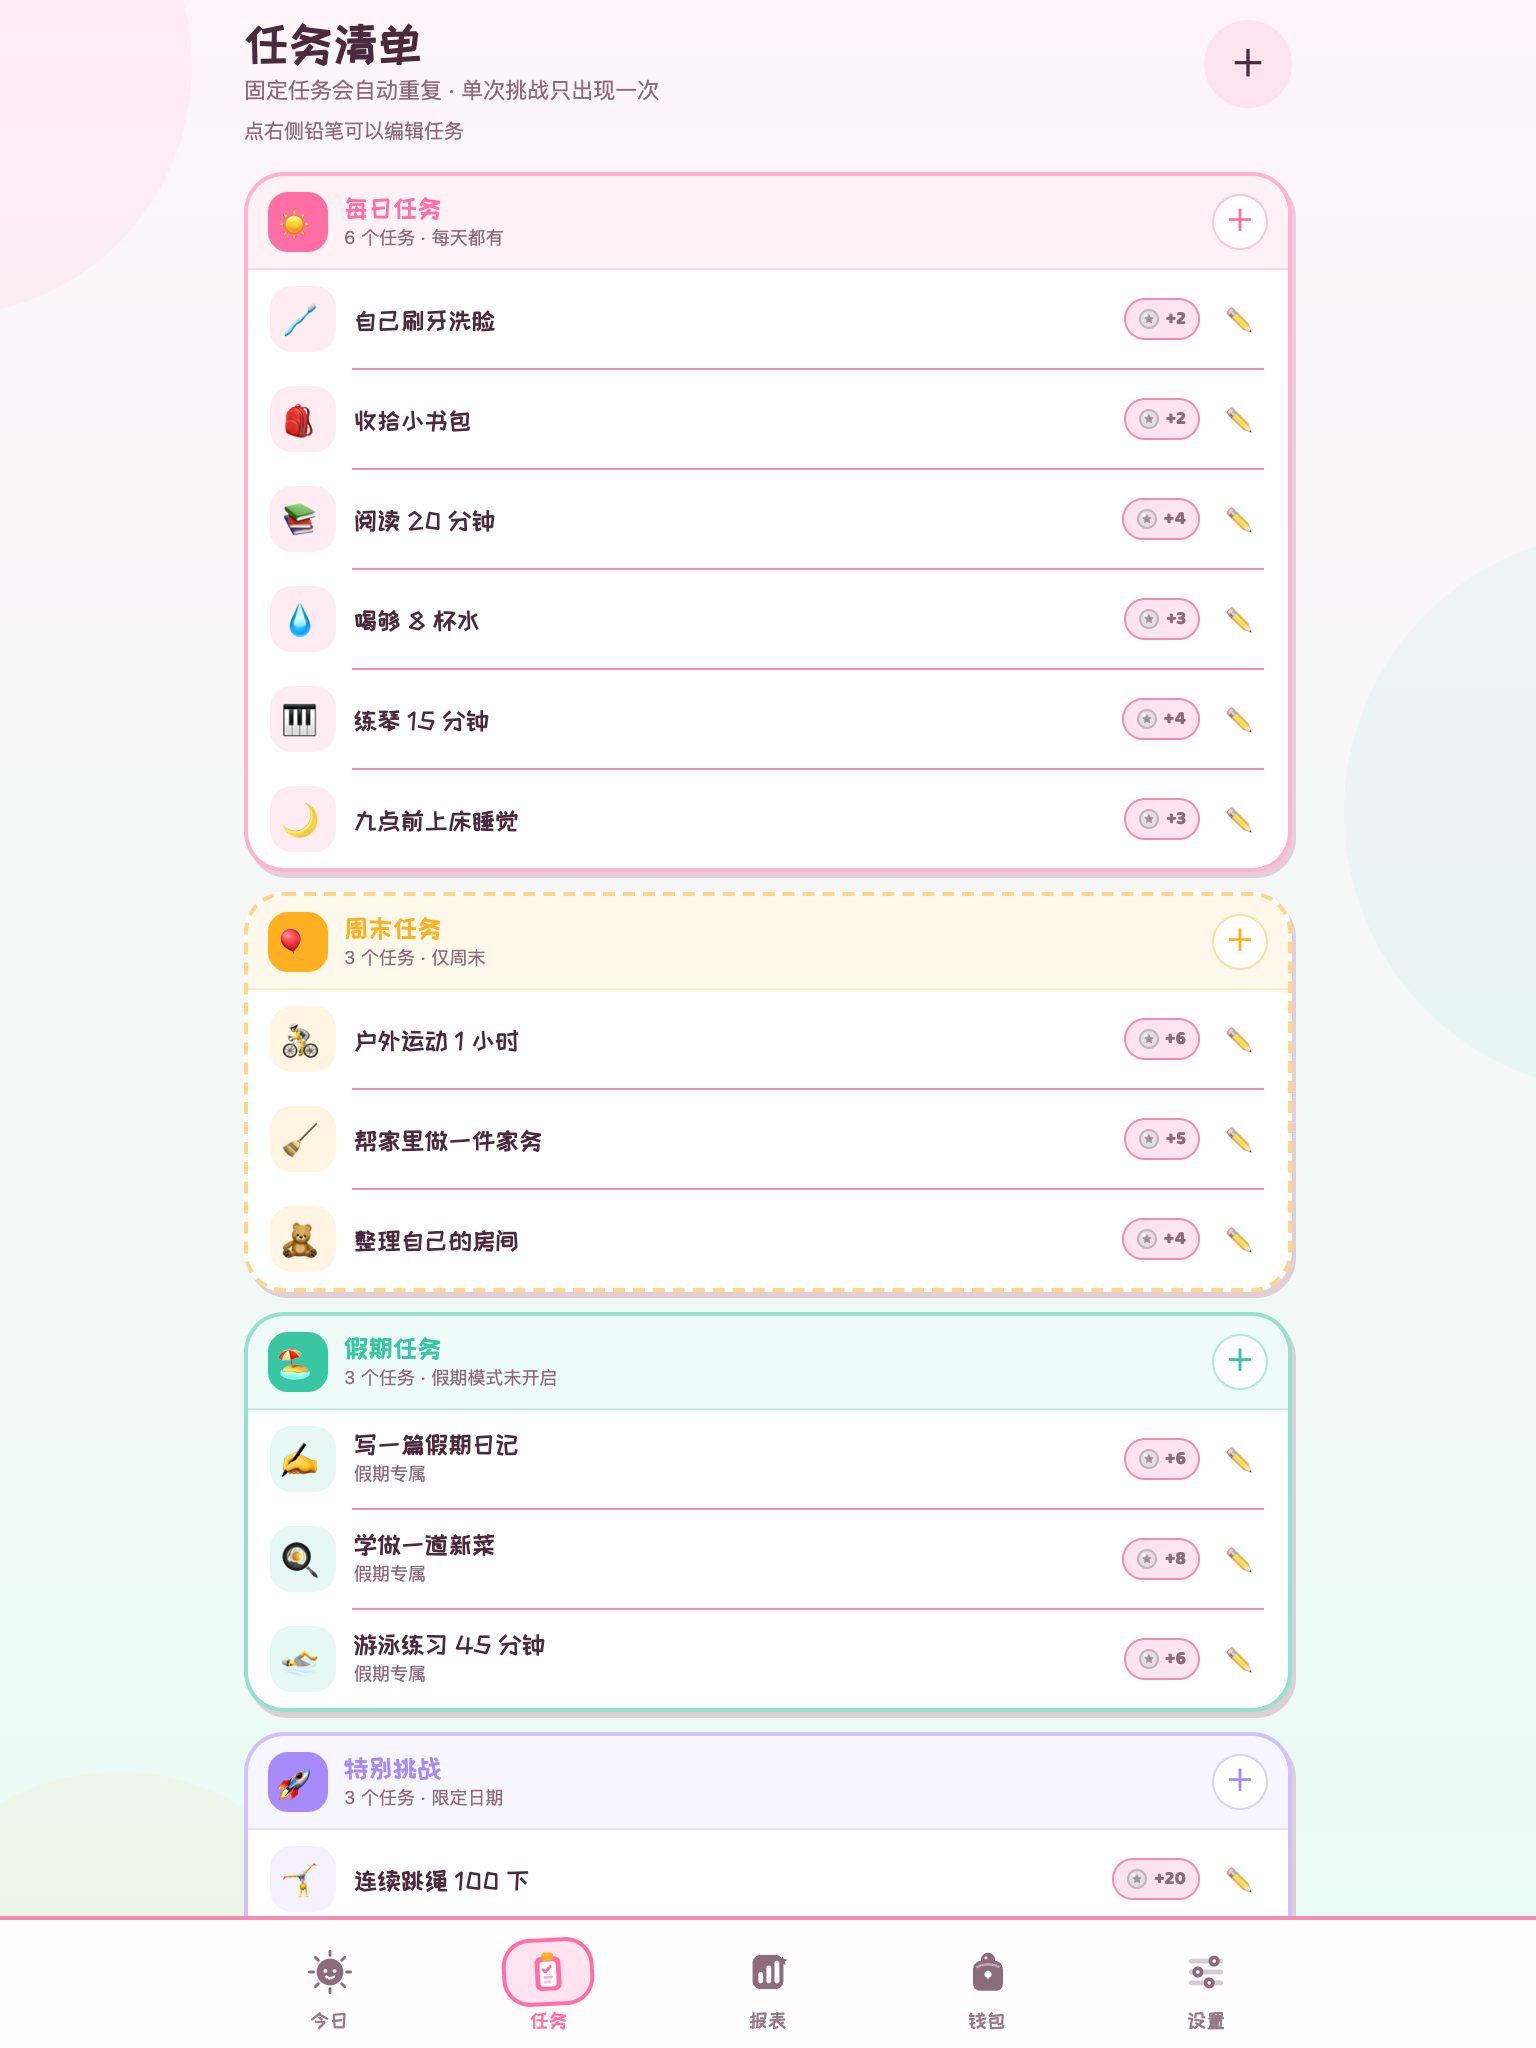 任务清单
固定任务会自动重复 · 单次挑战只出现一次
点右侧铅笔可以编辑任务
每日任务
6 个任务 · 每天都有
自己刷牙洗脸
+2
收拾小书包
+2
阅读 20 分钟
+4
喝够 8 杯水
+3
练琴 15 分钟
+4
九点前上床睡觉
+3
周末任务
3 个任务 · 仅周末
户外运动 1 小时
+6
帮家里做一件家务
+5
整理自己的房间
+4
假期任务
3 个任务 · 假期模式未开启
写一篇假期日记
假期专属
+6
学做一道新菜
假期专属
+8
游泳练习 45 分钟
假期专属
+6
特别挑战
3 个任务 · 限定日期
连续跳绳 100 下
+20
今日
任务
报表
钱包
设置